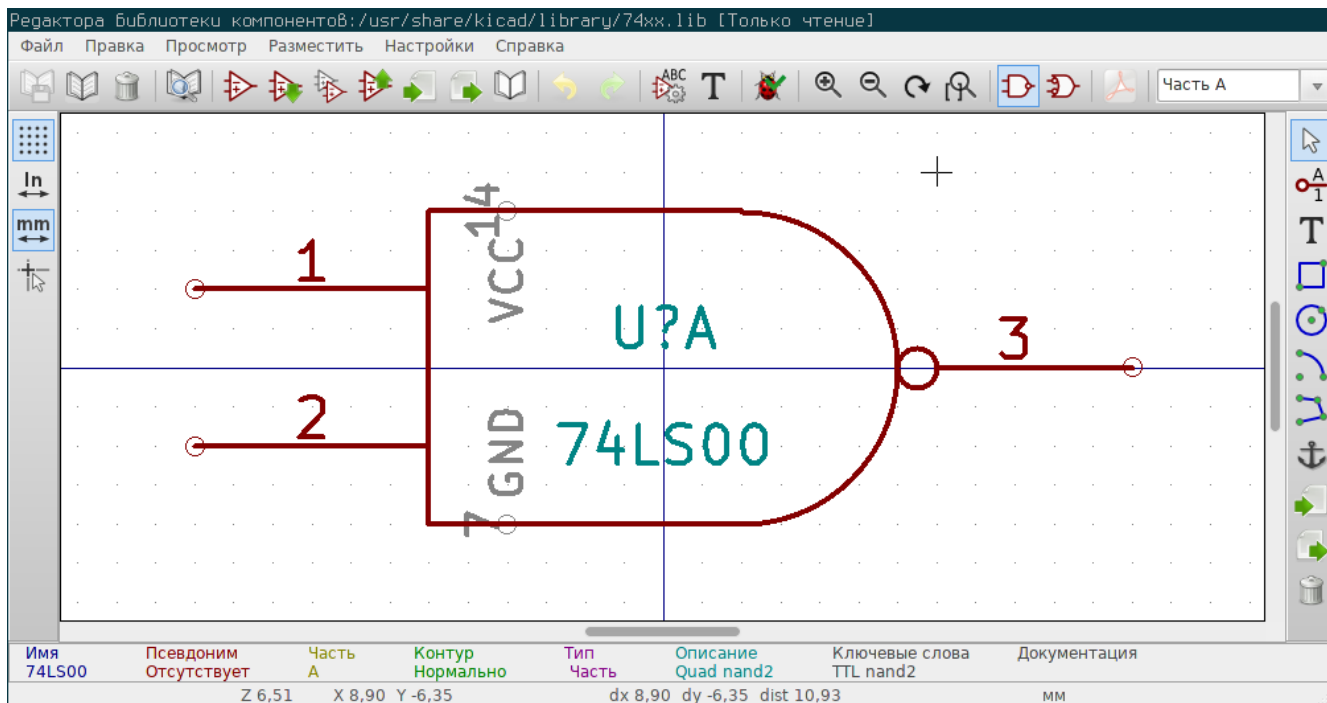 Редактора библиотеки компонентов:/usr/share/kicad/library/74xx.lib [Только чтение]
Файл Правка Просмотр Разместить Настройки Справка
ABC
T
Часть A
In
mm
A
1
T
14
VCC
1
U?A
3
2
GND
74LS00
7
Имя Псевдоним Часть Контур Тип Описание Ключевые слова Документация
74LS00 Отсутствует A Нормально Часть Quad nand2 TTL nand2
Z 6,51 X 8,90 Y -6,35 dx 8,90 dy -6,35 dist 10,93 мм